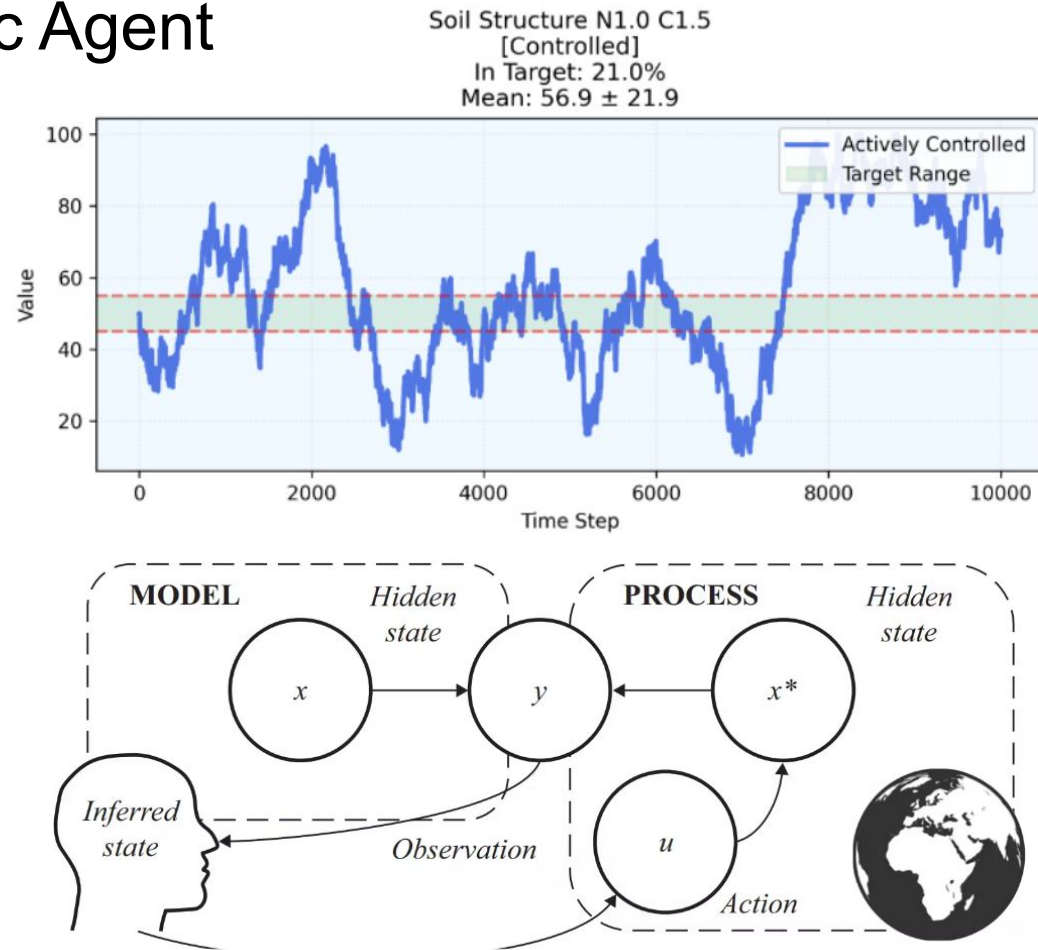 c Agent
Soil Structure N1.0 C1.5
[Controlled]
In Target: 21.0%
Mean: 56.9 ± 21.9
Actively Controlled
Target Range
100
80
60
40
20
Value
0 2000 4000 6000 8000 10000
Time Step
MODEL
Hidden
state
PROCESS
Hidden
state
x
y
x*
Inferred
state
Observation
u
Action